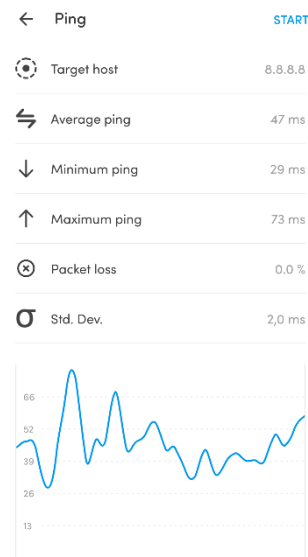 Ping START
Target host 8.8.8.8
Average ping 47 ms
Minimum ping 29 ms
Maximum ping 73 ms
Packet loss 0.0 %
σ Std. Dev. 2,0 ms
66
52
39
26
13